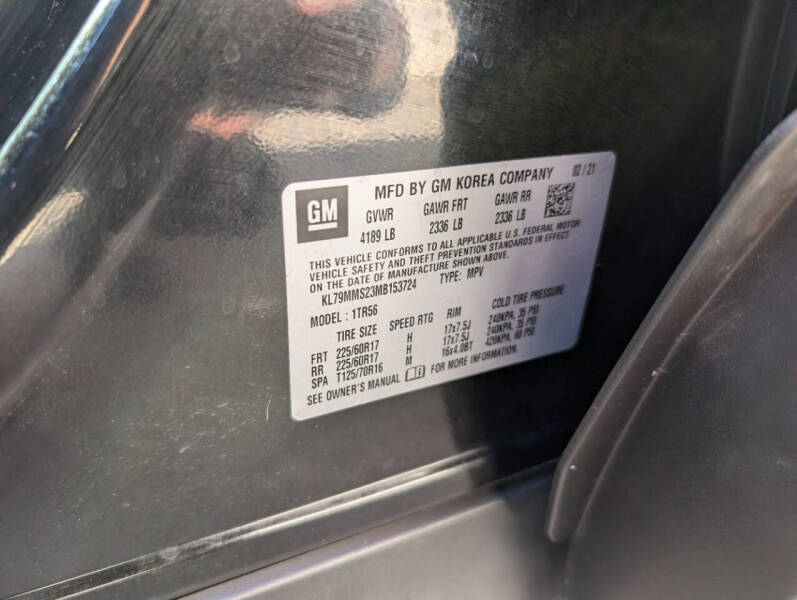 GM
MFD BY GM KOREA COMPANY 02/21
GVWR GAWR FRT GAWR RR
4189 LB 2336 LB 2336 LB
THIS VEHICLE CONFORMS TO ALL APPLICABLE U.S. FEDERAL MOTOR
VEHICLE SAFETY AND THEFT PREVENTION STANDARDS IN EFFECT
ON THE DATE OF MANUFACTURE SHOWN ABOVE.
KL79MMS23MB153724 TYPE: MPV
MODEL: 1TR56
TIRE SIZE SPEED RTG RIM COLD TIRE PRESSURE
FRT 225/60R17 H 17x7.5J 240KPA, 35 PSI
RR 225/60R17 H 17x7.5J 240KPA, 35 PSI
SPA T125/70R16 M 16x4.0BT 420KPA, 60 PSI
SEE OWNER'S MANUAL FOR MORE INFORMATION.